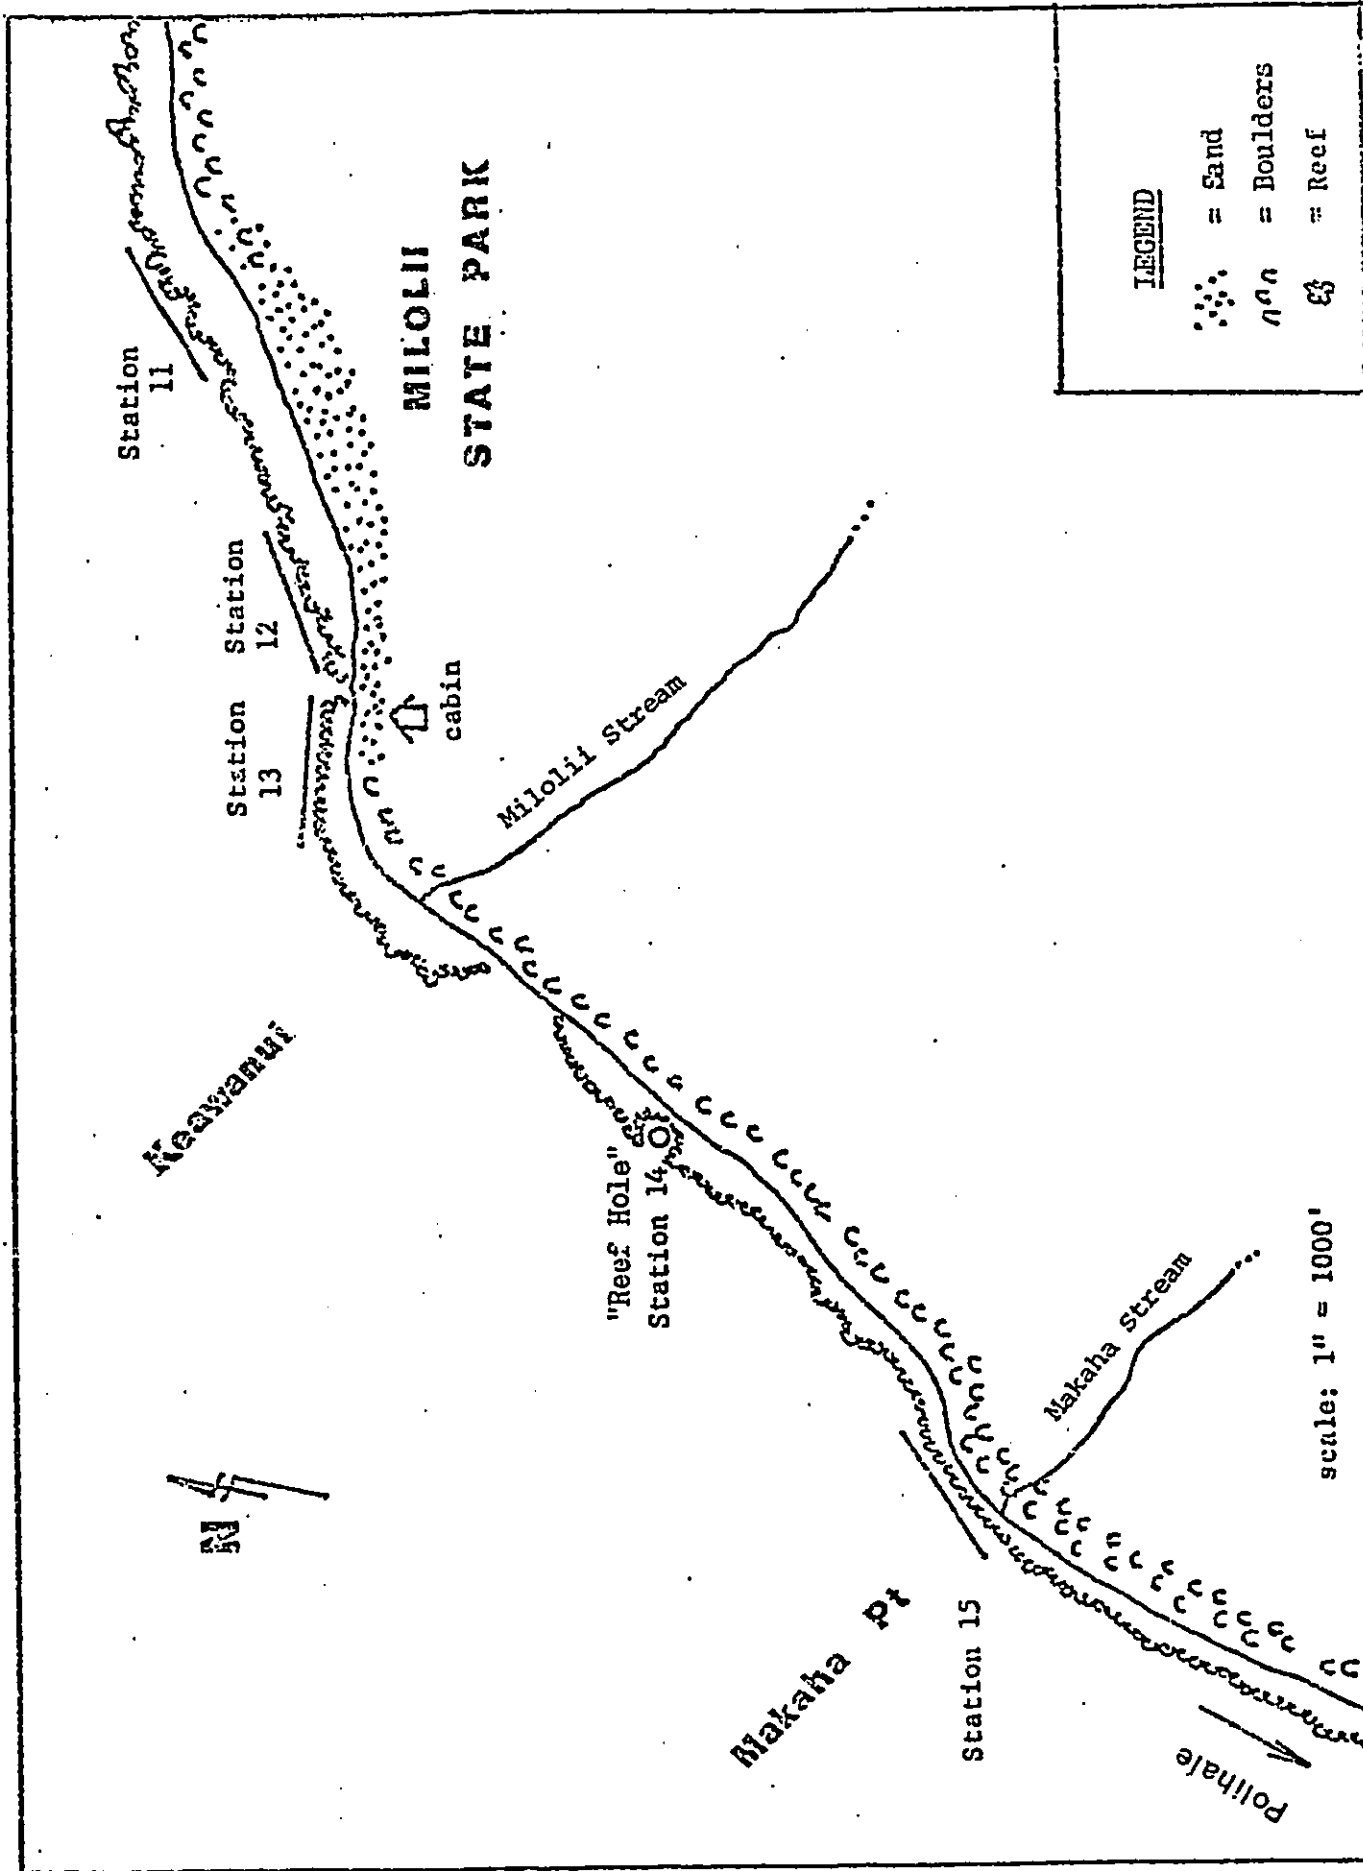 Station
11
Station
12
Station
13
MILOLII
STATE PARK
cabin
Milolii Stream
Keawanui
"Reef Hole"
Station 14
Makaha Stream
N
Makaha Pt
Station 15
Polihale
LEGEND
= Sand
= Boulders
= Reef
scale: 1" = 1000'